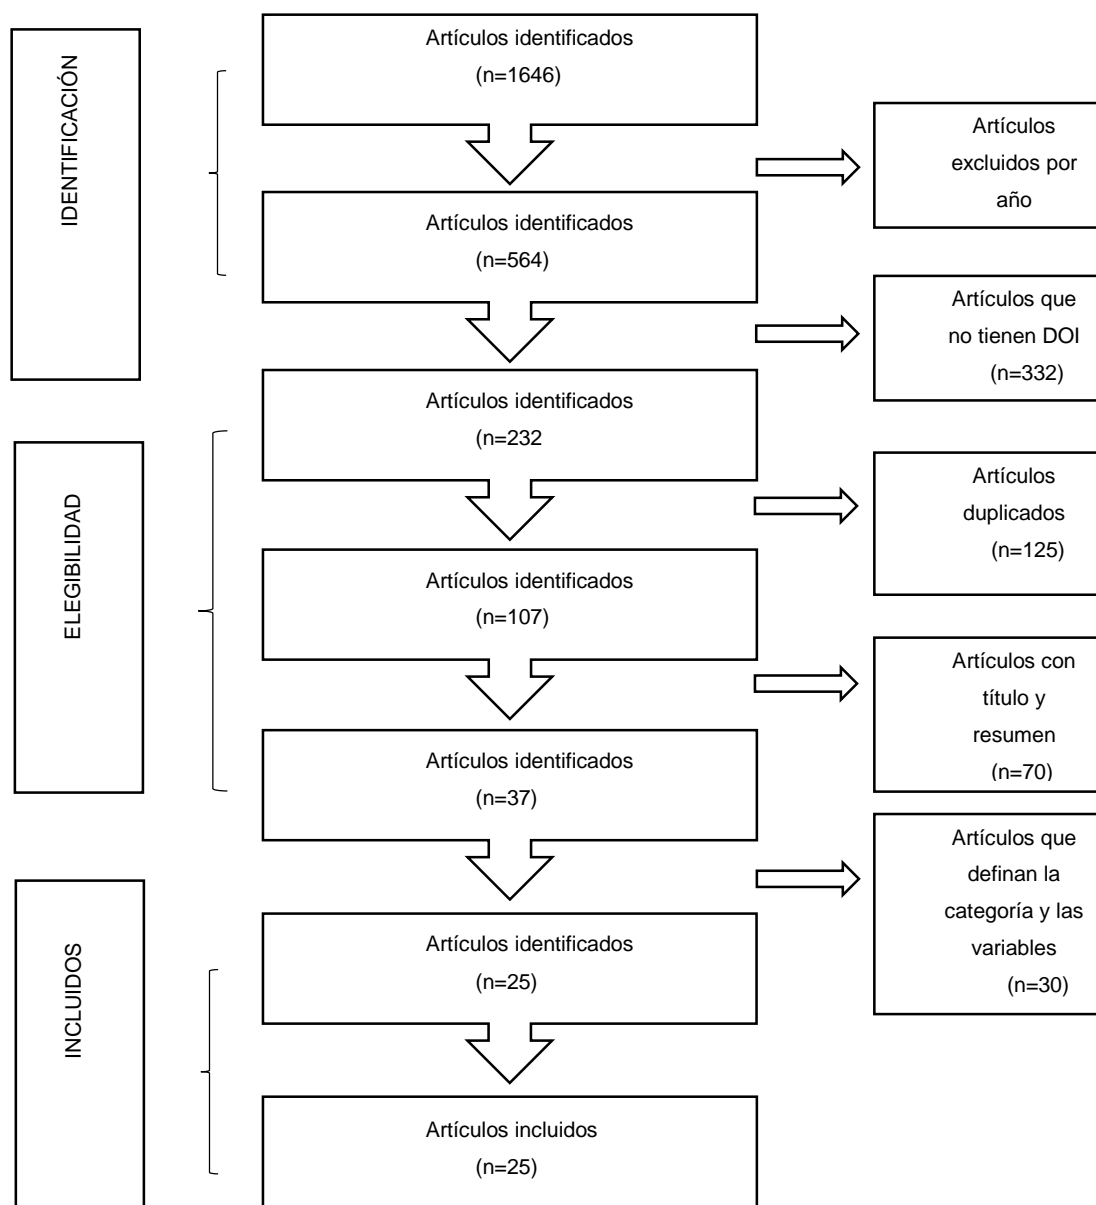 IDENTIFICACIÓN
Artículos identificados
(n=1646)
Artículos
excluidos por
año
Artículos identificados
(n=564)
Artículos que
no tienen DOI
(n=332)
ELEGIBILIDAD
Artículos identificados
(n=232
Artículos
duplicados
(n=125)
Artículos identificados
(n=107)
Artículos con
título y
resumen
(n=70)
Artículos identificados
(n=37)
Artículos que
definan la
categoría y las
variables
(n=30)
INCLUIDOS
Artículos identificados
(n=25)
Artículos incluidos
(n=25)